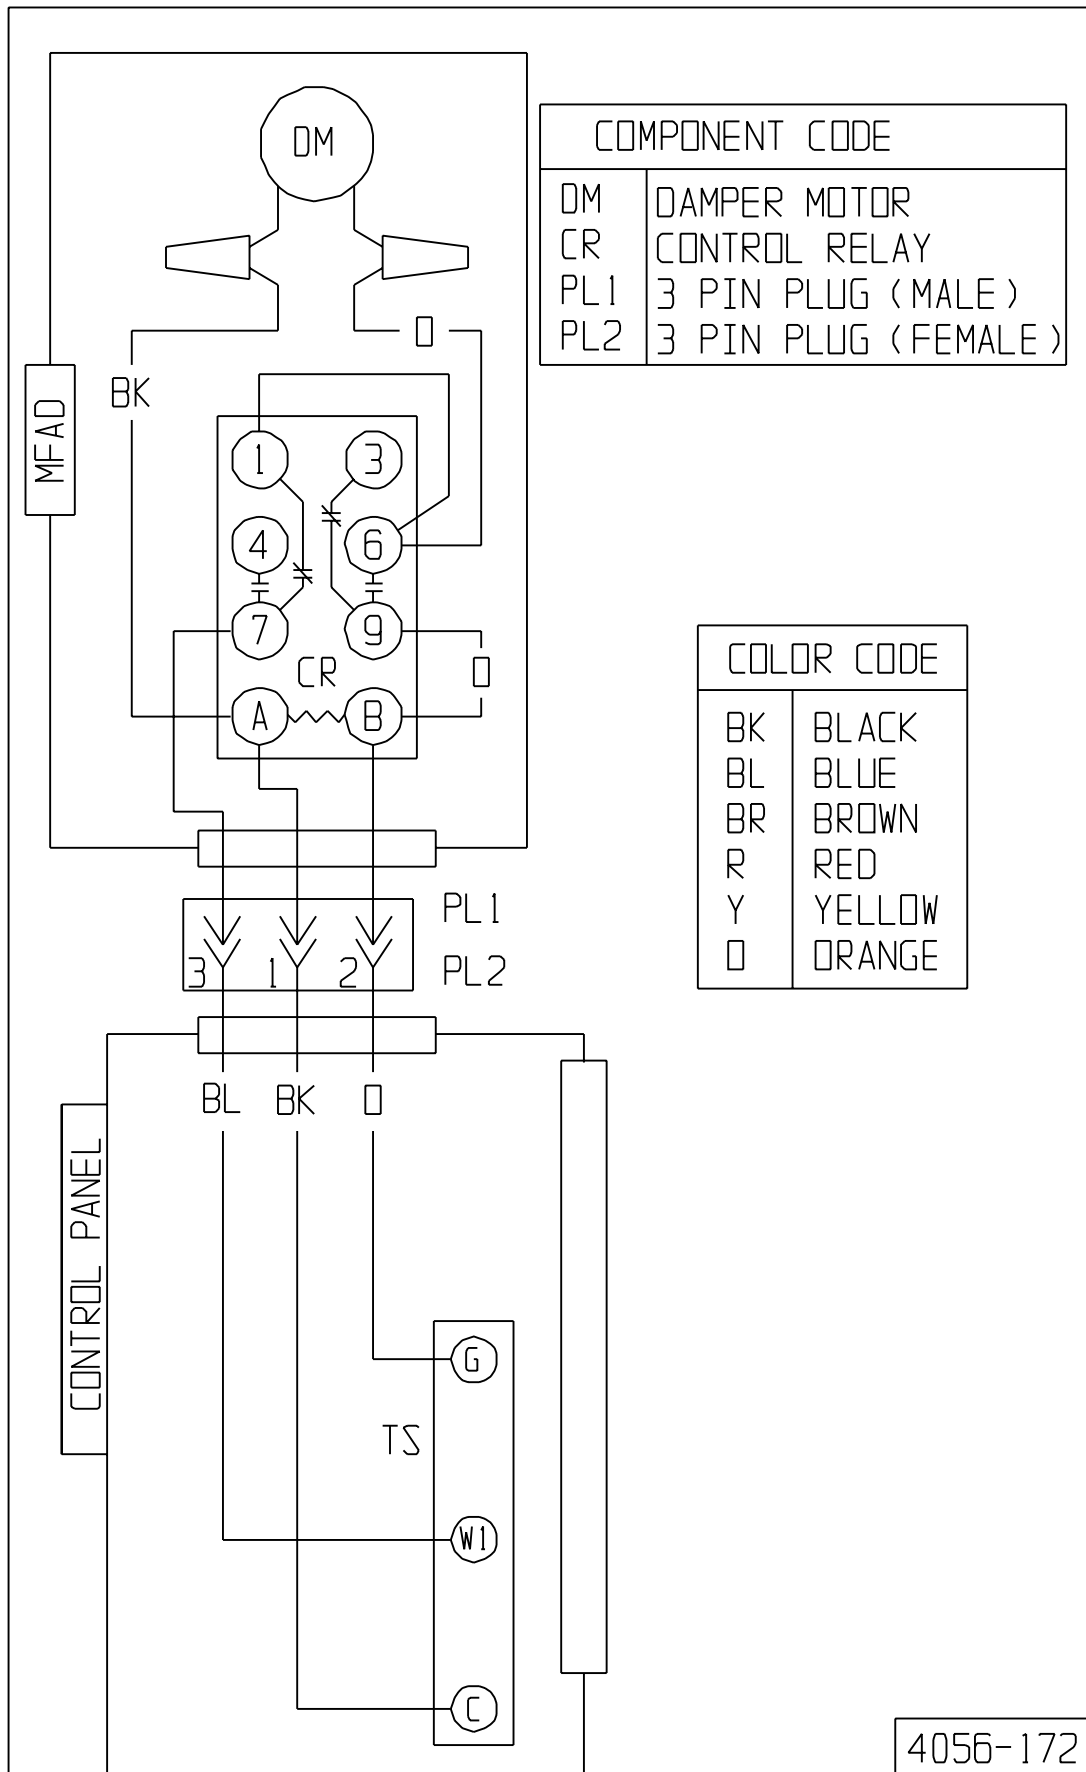 DM
COMPONENT CODE
DM DAMPER MOTOR
CR CONTROL RELAY
PL1 3 PIN PLUG (MALE)
PL2 3 PIN PLUG (FEMALE)
O
BK
MFAD
1 3
4 6
7 9
CR
O
A B
COLOR CODE
BK BLACK
BL BLUE
BR BROWN
R RED
Y YELLOW
O ORANGE
PL1
3 1 2
PL2
BL BK O
CONTROL PANEL
G
TS
W1
C
4056-172